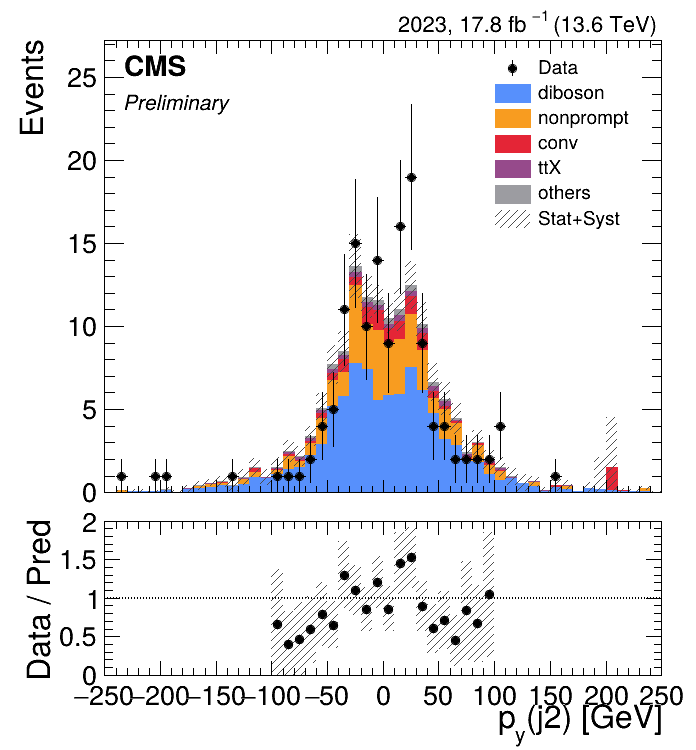 2023, 17.8 fb⁻¹ (13.6 TeV)
Events
CMS
Preliminary
Data
diboson
nonprompt
conv
ttX
others
Stat+Syst
25
20
15
10
5
0
Data / Pred
2
1.5
1
0.5
0
−250 −200 −150 −100 −50 0 50 100 150 200 250
p_y(j2) [GeV]